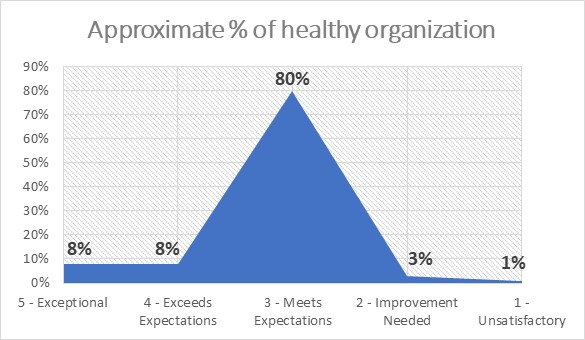 Approximate % of healthy organization
90%
80%
70%
60%
50%
40%
30%
20%
10%
0%
8%
8%
80%
3%
1%
5 - Exceptional
4 - Exceeds
Expectations
3 - Meets
Expectations
2 - Improvement
Needed
1 -
Unsatisfactory